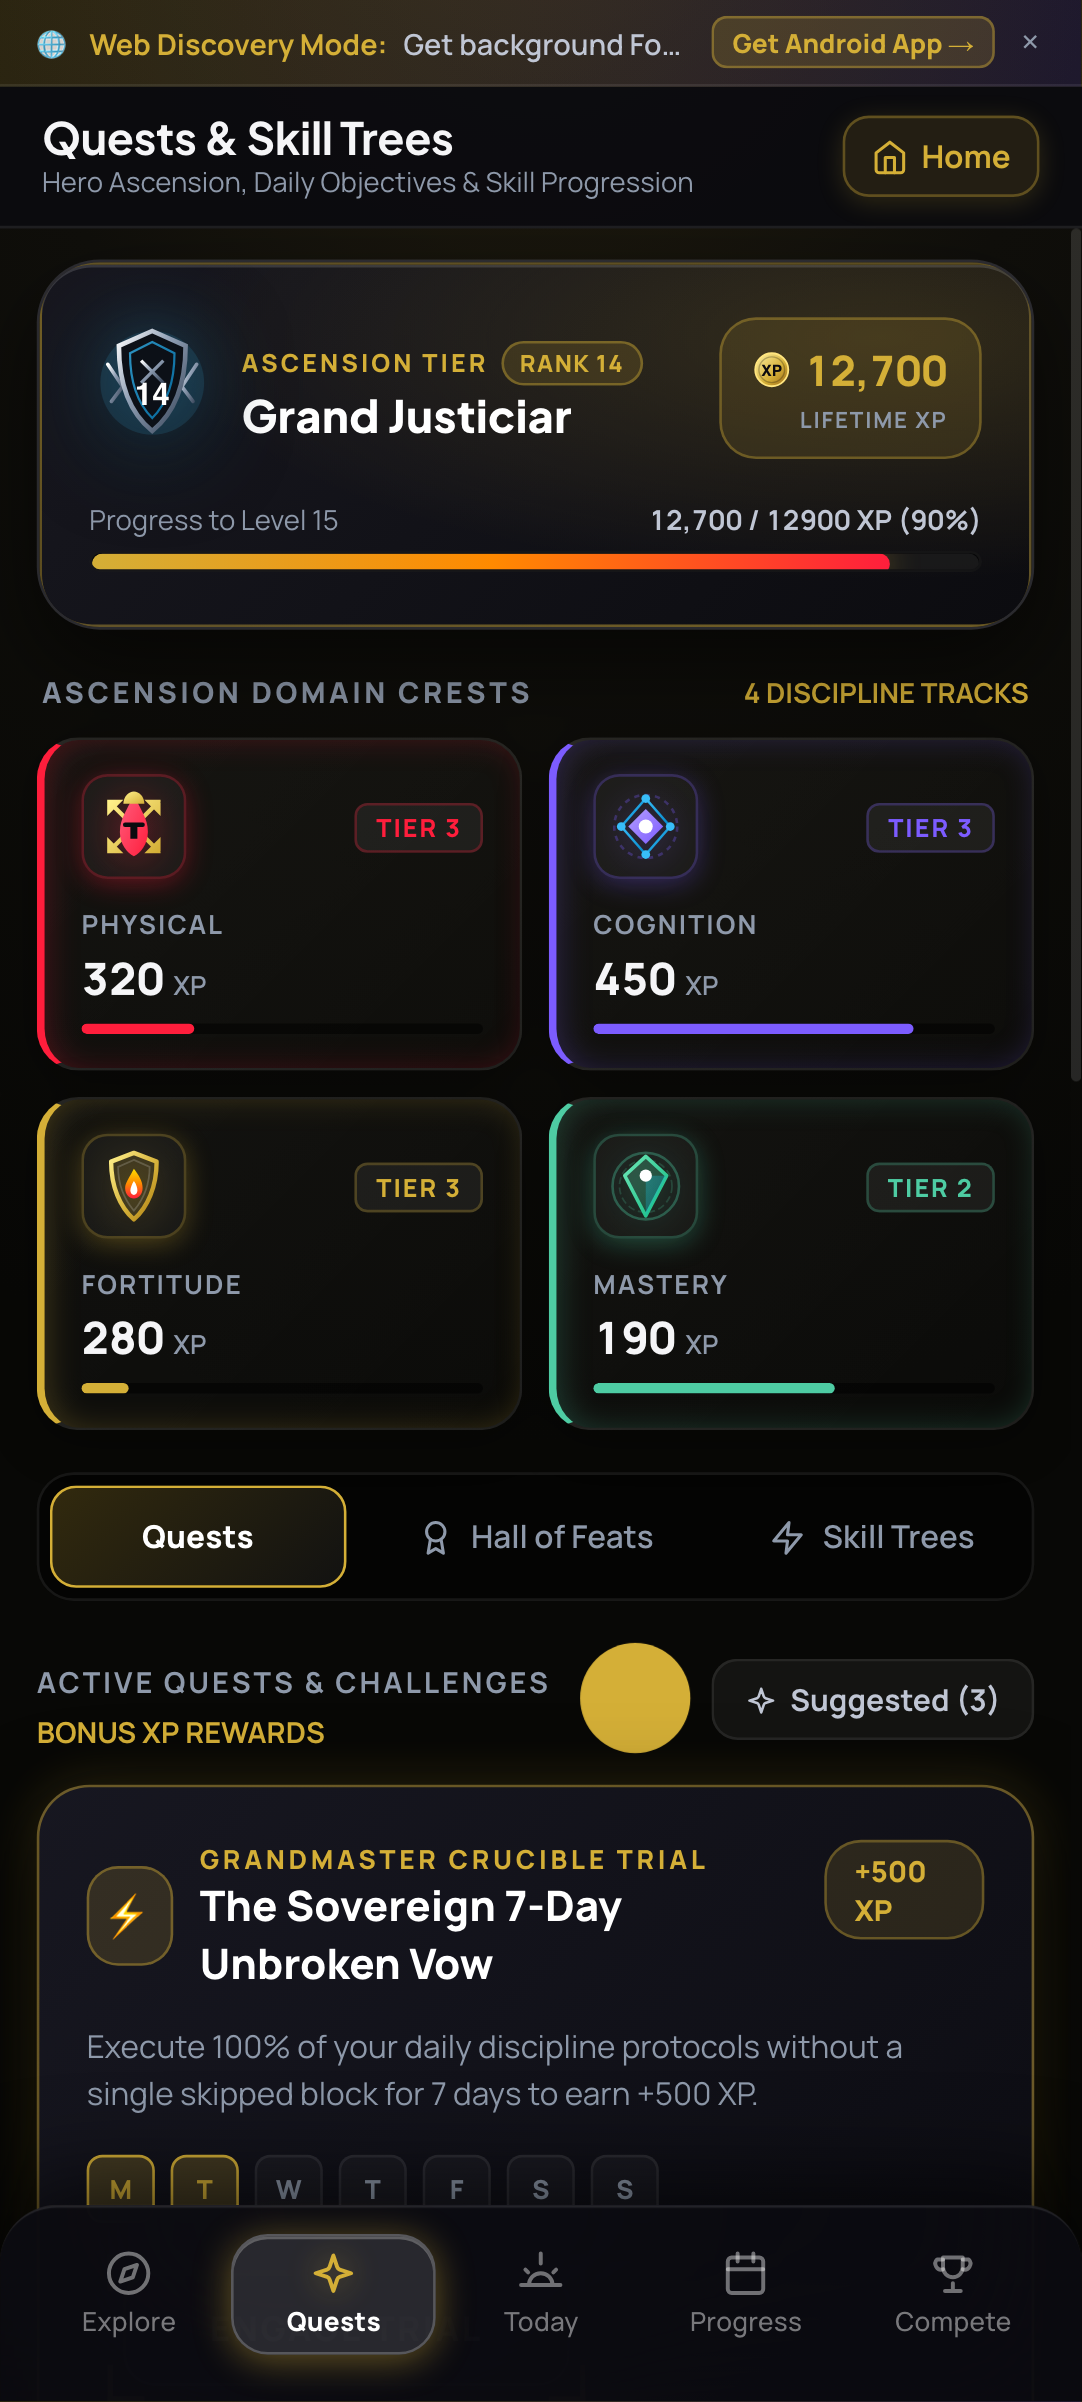 Web Discovery Mode: Get background Fo... Get Android App → ×
Quests & Skill Trees
Home
Hero Ascension, Daily Objectives & Skill Progression
14
ASCENSION TIER RANK 14
Grand Justiciar
XP 12,700
LIFETIME XP
Progress to Level 15 12,700 / 12900 XP (90%)
ASCENSION DOMAIN CRESTS 4 DISCIPLINE TRACKS
T
TIER 3
PHYSICAL
320 XP
TIER 3
COGNITION
450 XP
TIER 3
FORTITUDE
280 XP
TIER 2
MASTERY
190 XP
Quests Hall of Feats Skill Trees
ACTIVE QUESTS & CHALLENGES
BONUS XP REWARDS
Suggested (3)
GRANDMASTER CRUCIBLE TRIAL
The Sovereign 7-Day
Unbroken Vow
+500
XP
Execute 100% of your daily discipline protocols without a
single skipped block for 7 days to earn +500 XP.
M T W T F S S
Explore Quests Today Progress Compete